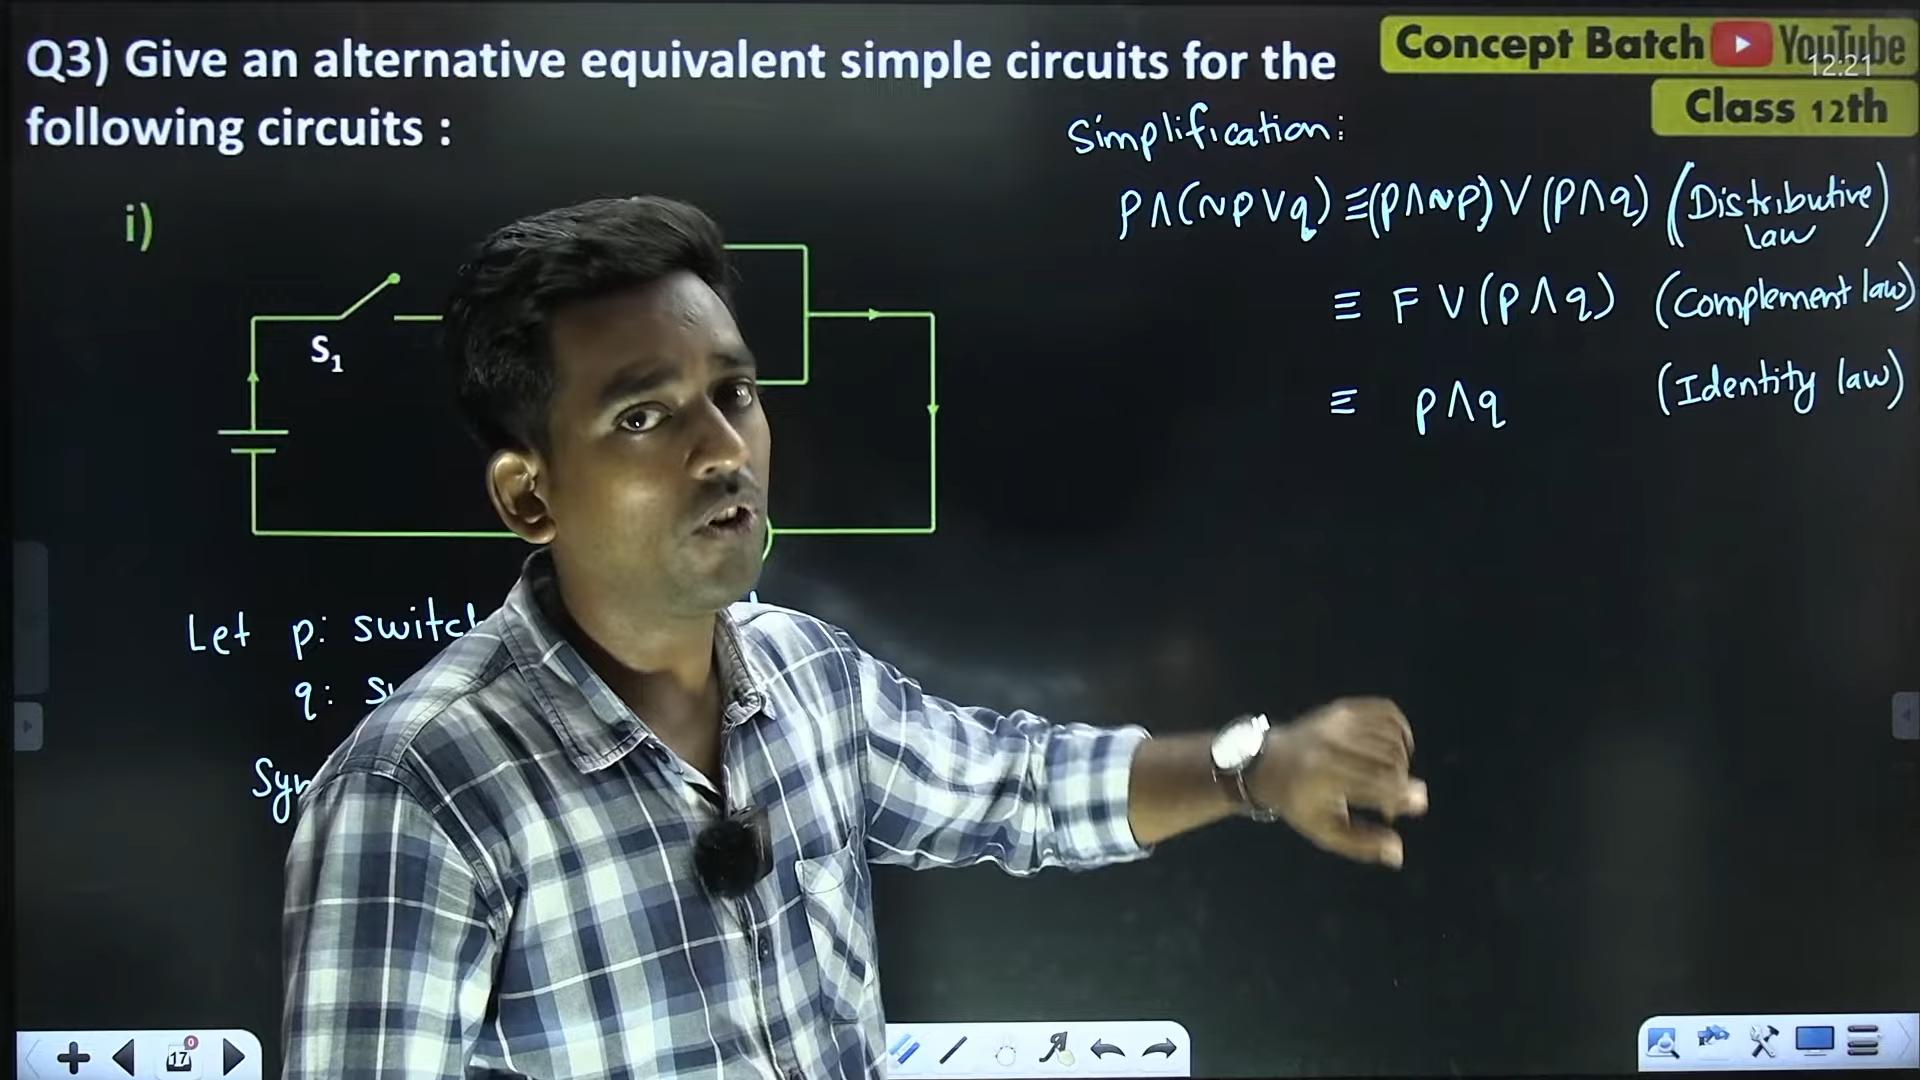 Q3) Give an alternative equivalent simple circuits for the
following circuits :
Concept Batch YouTube
12:21
Class 12th
Simplification:
i)
p∧(~p∨q) ≡(p∧~p)∨(p∧q) (Distributive law)
≡ F ∨(p∧q) (Complement law)
≡ p∧q (Identity law)
S₁
Let p: switch
q:
17
0